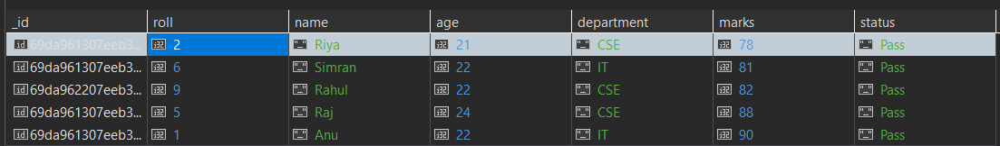 _id roll name age department marks status
69da961307eeb3... 2 Riya 21 CSE 78 Pass
69da961307eeb3... 6 Simran 22 IT 81 Pass
69da962207eeb3... 9 Rahul 22 CSE 82 Pass
69da961307eeb3... 5 Raj 24 CSE 88 Pass
69da961307eeb3... 1 Anu 22 IT 90 Pass